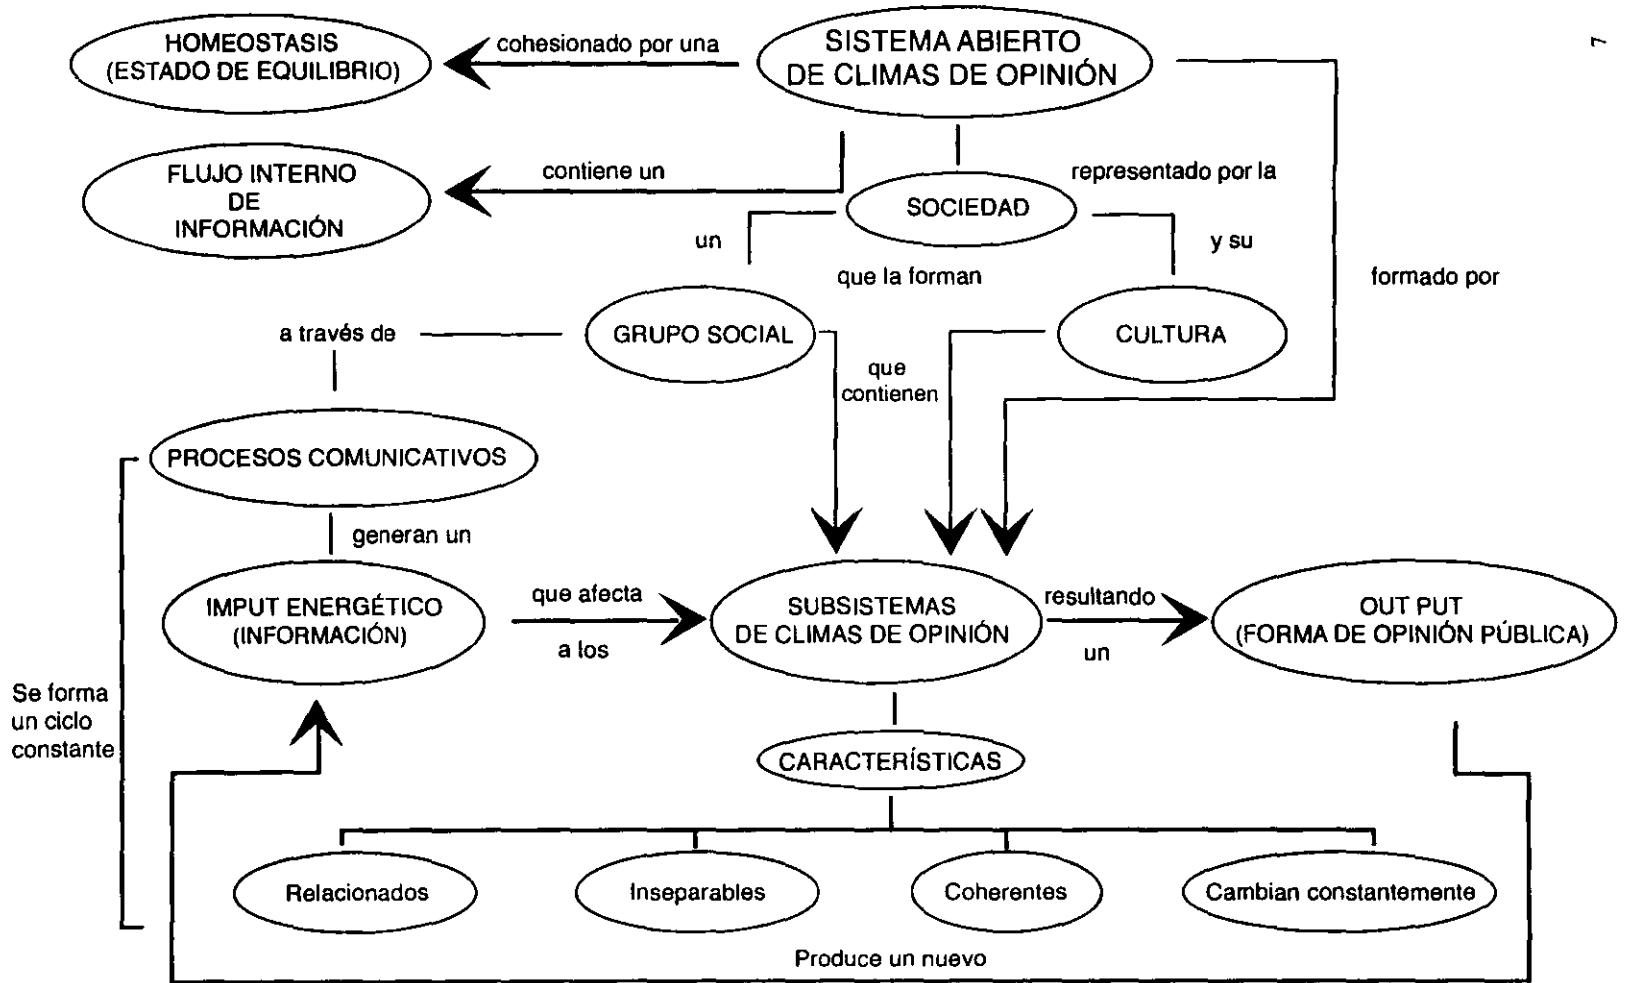 7
HOMEOSTASIS
(ESTADO DE EQUILIBRIO)
cohesionado por una
SISTEMA ABIERTO
DE CLIMAS DE OPINIÓN
FLUJO INTERNO
DE
INFORMACIÓN
contiene un
representado por la
SOCIEDAD
un
y su
que la forman
formado por
a través de
GRUPO SOCIAL
CULTURA
que
contienen
PROCESOS COMUNICATIVOS
generan un
IMPUT ENERGÉTICO
(INFORMACIÓN)
que afecta
a los
SUBSISTEMAS
DE CLIMAS DE OPINIÓN
resultando
un
OUT PUT
(FORMA DE OPINIÓN PÚBLICA)
Se forma
un ciclo
constante
CARACTERÍSTICAS
Relacionados
Inseparables
Coherentes
Cambian constantemente
Produce un nuevo